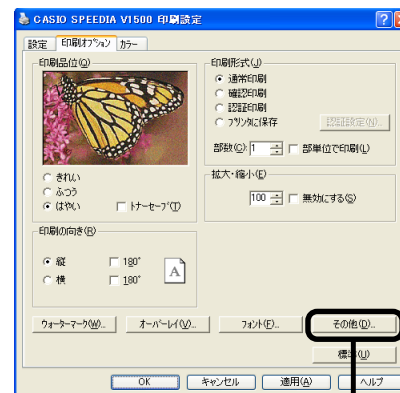 CASIO SPEEDIA V1500 印刷設定
設定 印刷ｵﾌﾟｼｮﾝ ｶﾗｰ
印刷品位(Q)
きれい
ふつう
はやい
ﾄﾅｰｾｰﾌﾞ(T)
印刷形式(J)
通常印刷
確認印刷
認証印刷
ﾌﾟﾘﾝﾀに保存
認証設定(N)...
部数(C): 1
部単位で印刷(L)
拡大・縮小(E)
100
無効にする(S)
印刷の向き(R)
縦 180°
横 180°
A
ｳｫｰﾀｰﾏｰｸ(W)...
ｵｰﾊﾞｰﾚｲ(V)...
ﾌｫﾝﾄ(F)...
その他(D)...
標準(U)
OK
ｷｬﾝｾﾙ
適用(A)
ﾍﾙﾌﾟ